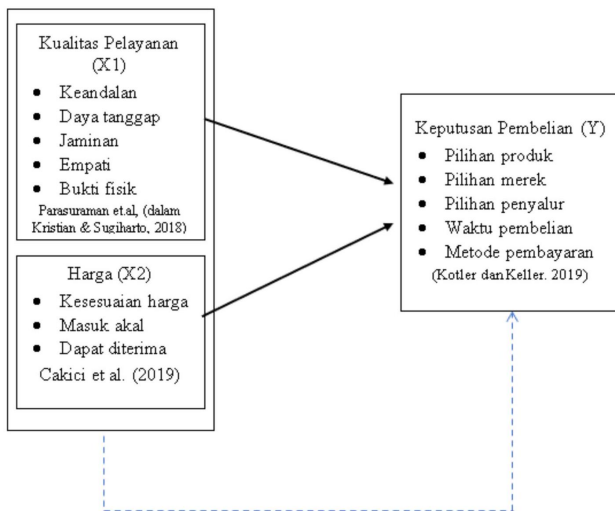 Kualitas Pelayanan
(X1)
• Keandalan
• Daya tanggap
• Jaminan
• Empati
• Bukti fisik
Parasuraman et.al, (dalam
Kristian & Sugiharto, 2018)
Harga (X2)
• Kesesuaian harga
• Masuk akal
• Dapat diterima
Cakici et al. (2019)
Keputusan Pembelian (Y)
• Pilihan produk
• Pilihan merek
• Pilihan penyalur
• Waktu pembelian
• Metode pembayaran
(Kotler dan Keller. 2019)